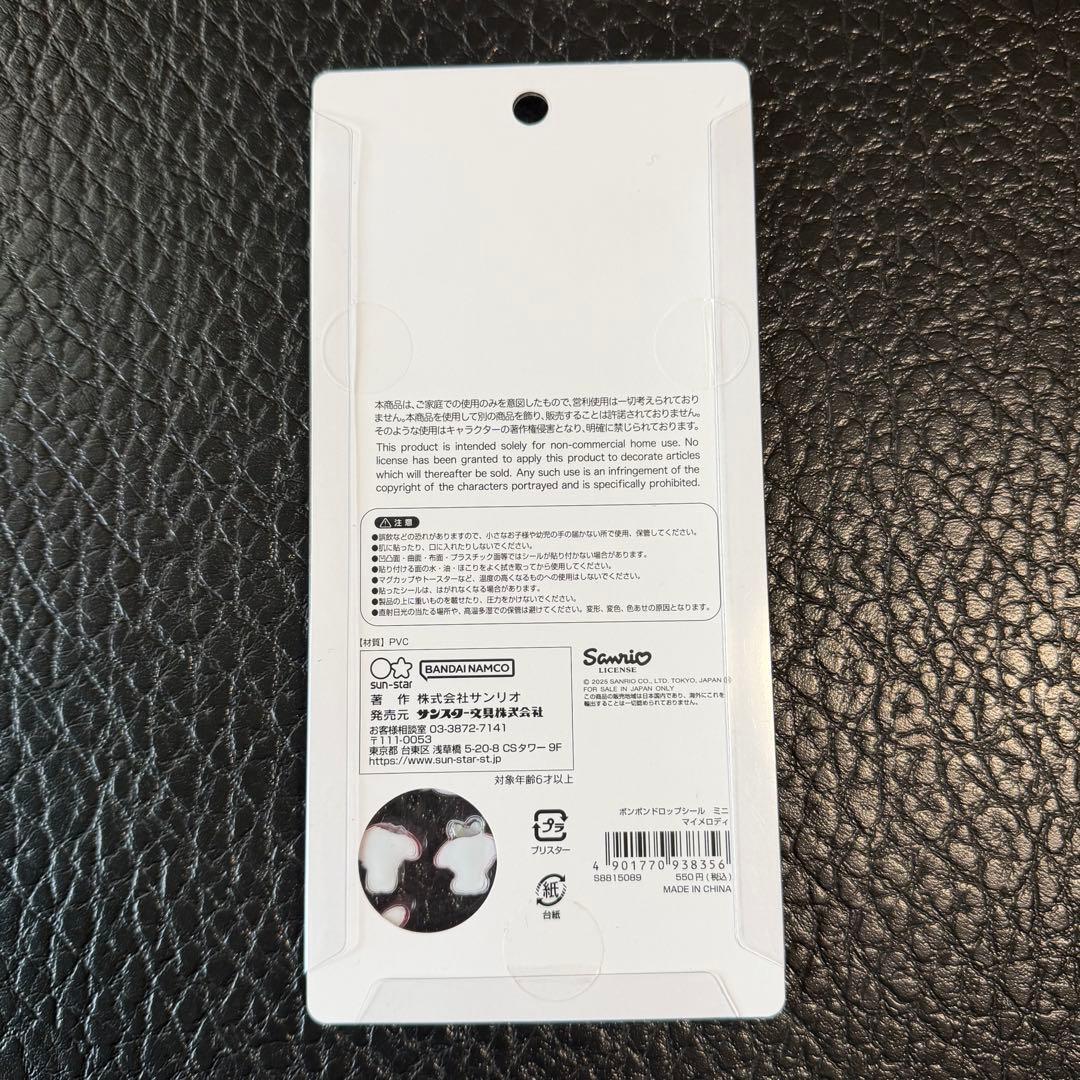 本商品は、ご家庭での使用のみを意図したもので、営利使用は一切考えられており
ません。本商品を使用して別の商品を飾り、販売することは許諾されておりません。
そのような使用はキャラクターの著作権侵害となり、明確に禁じられております。
This product is intended solely for non-commercial home use. No
license has been granted to apply this product to decorate articles
which will thereafter be sold. Any such use is an infringement of the
copyright of the characters portrayed and is specifically prohibited.
注意
●誤飲などの恐れがありますので、小さなお子様や幼児の手の届かない所で使用、保管してください。
●肌に貼ったり、口に入れたりしないでください。
●凹凸面・曲面・布面・プラスチック面等ではシールが貼り付かない場合があります。
●貼り付ける面の水・油・ほこりをよく拭き取ってから使用してください。
●マグカップやトースターなど、温度の高くなるものへの使用はしないでください。
●貼ったシールは、はがれなくなる場合があります。
●製品の上に重いものを載せたり、圧力をかけないでください。
●直射日光の当たる場所や、高温多湿での保管は避けてください。変形、変色、色あせの原因となります。
【材質】PVC
sun-star
BANDAI NAMCO
著 作 株式会社サンリオ
発売元 サンスター文具株式会社
お客様相談室 03-3872-7141
〒111-0053
東京都 台東区 浅草橋 5-20-8 CSタワー 9F
https://www.sun-star-st.jp
対象年齢6才以上
Sanrio
LICENSE
© 2025 SANRIO CO., LTD. TOKYO, JAPAN Ⓗ
FOR SALE IN JAPAN ONLY
この商品の販売地域は日本国内であり、海外にこれを
輸出することは一切認められておりません。
プラ
ブリスター
紙
台紙
ボンボンドロップシール ミニ
マイメロディ
4 901770 938356
S8815089 550円(税込)
MADE IN CHINA